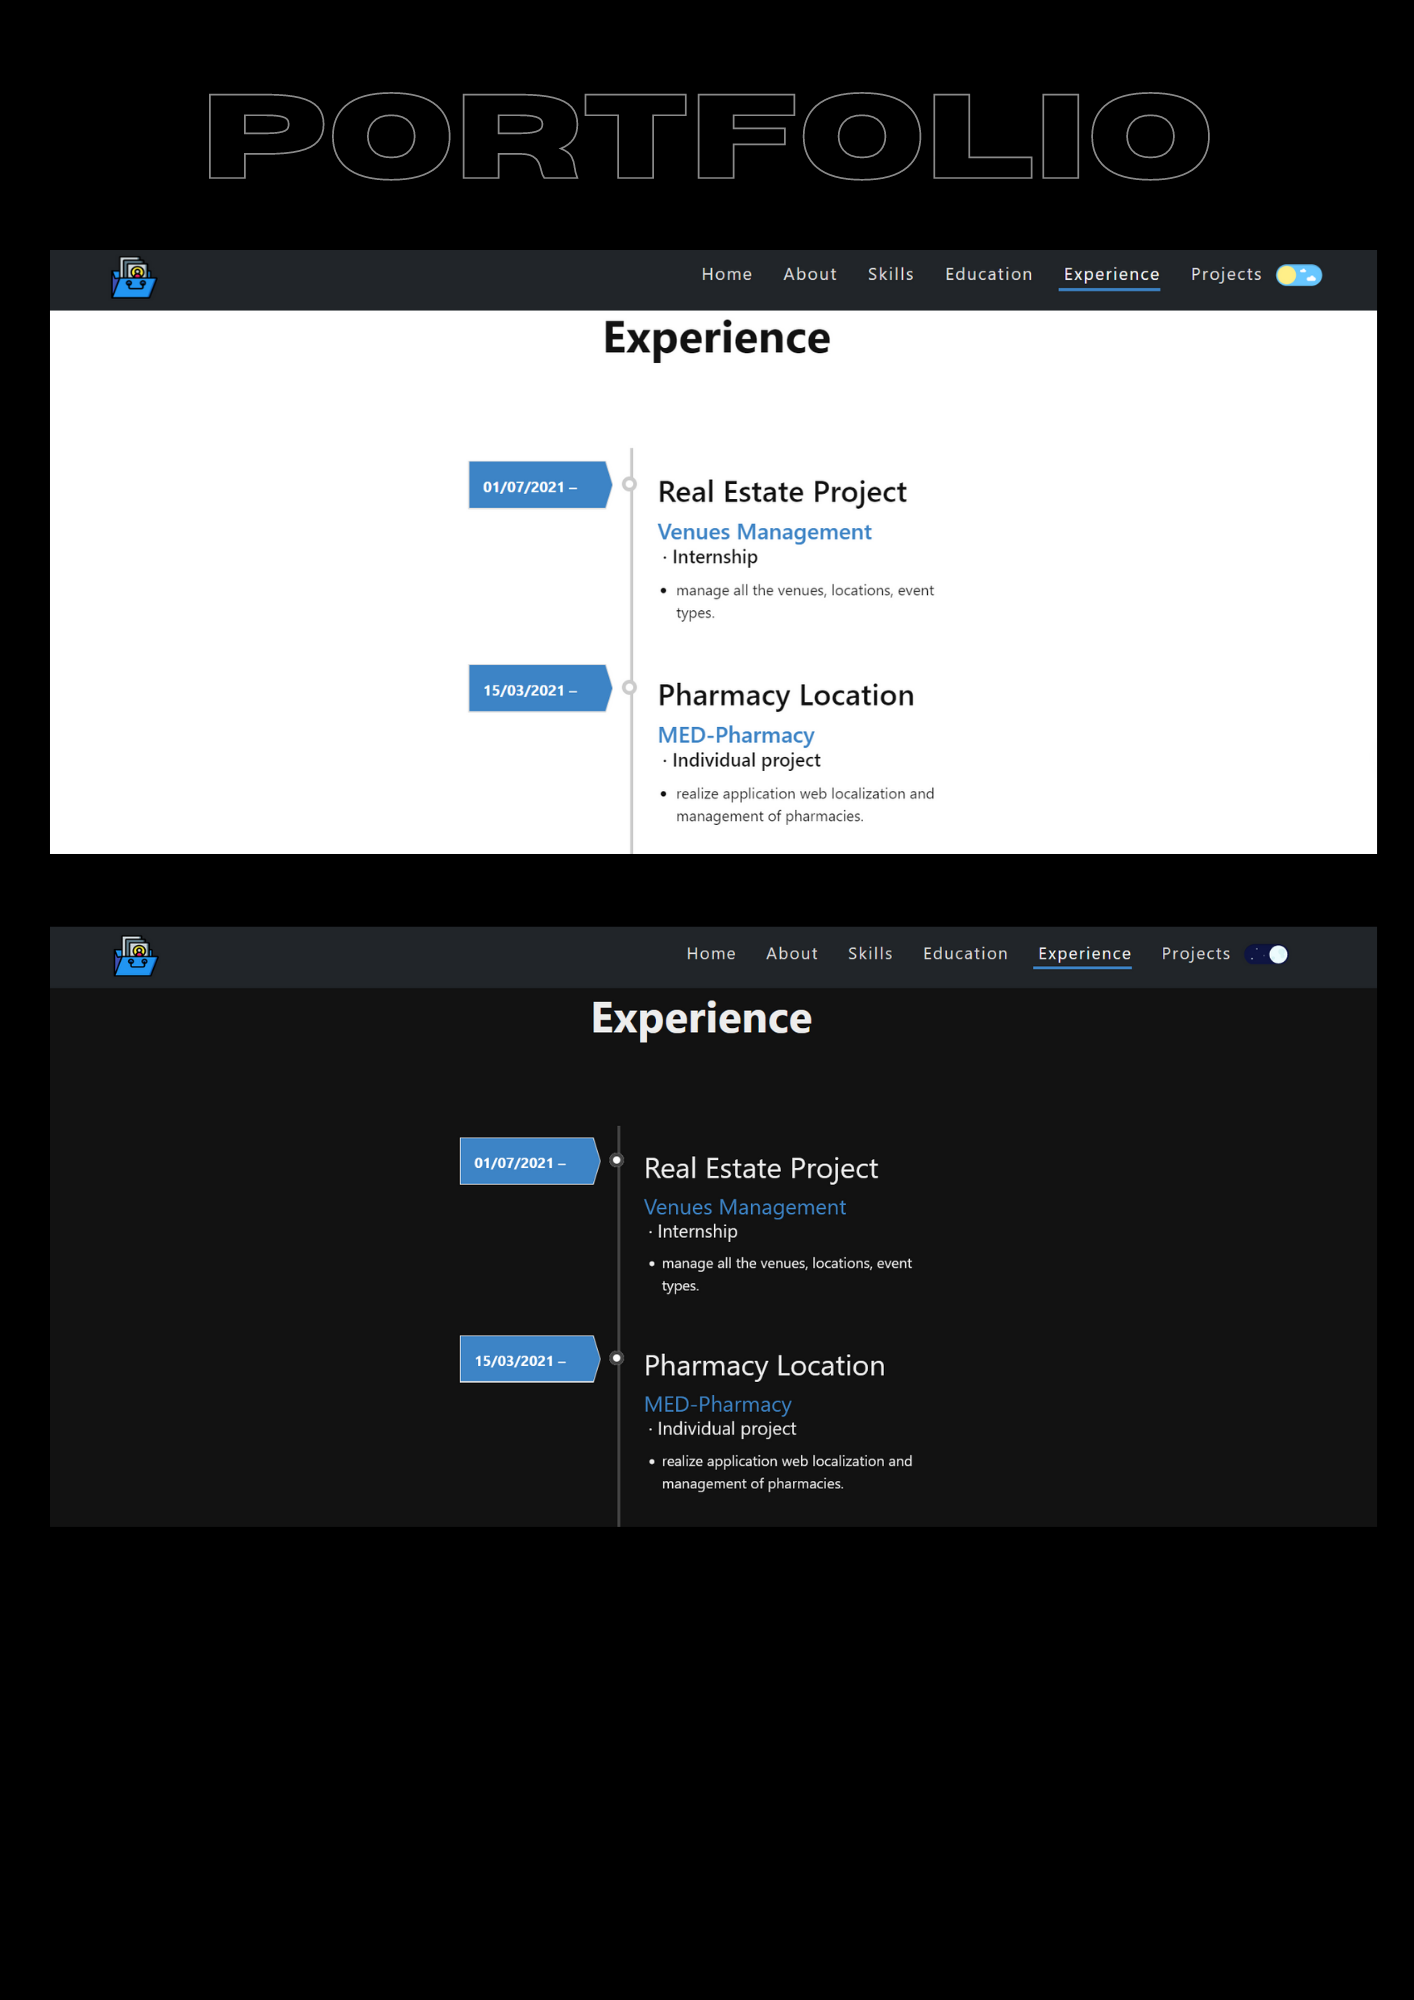 PORTFOLIO
Home About Skills Education Experience Projects
Experience
01/07/2021 –
Real Estate Project
Venues Management
· Internship
• manage all the venues, locations, event
types.
15/03/2021 –
Pharmacy Location
MED-Pharmacy
· Individual project
• realize application web localization and
management of pharmacies.
Home About Skills Education Experience Projects
Experience
01/07/2021 –
Real Estate Project
Venues Management
· Internship
• manage all the venues, locations, event
types.
15/03/2021 –
Pharmacy Location
MED-Pharmacy
· Individual project
• realize application web localization and
management of pharmacies.